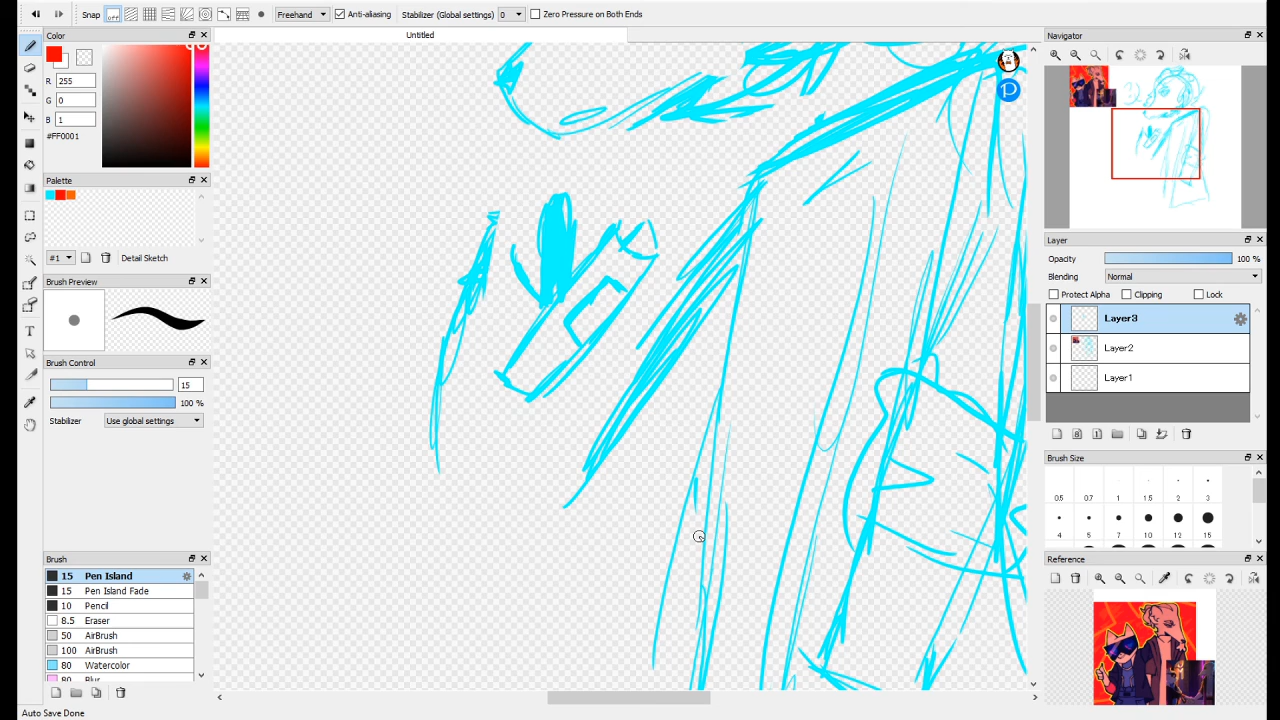 Snap off Freehand Anti-aliasing Stabilizer (Global settings) 0 Zero Pressure on Both Ends
Color
Untitled
Navigator
R 255
G 0
B 1
#FF0001
Palette
#1 Detail Sketch
Brush Preview
Brush Control
15
100 %
Stabilizer Use global settings
Brush
15 Pen Island
15 Pen Island Fade
10 Pencil
8.5 Eraser
50 AirBrush
100 AirBrush
80 Watercolor
80 Blur
Auto Save Done
Layer
Opacity 100 %
Blending Normal
Protect Alpha Clipping Lock
Layer3
Layer2
Layer1
Brush Size
0.5 0.7 1 1.5 2 3
4 5 7 10 12 15
Reference